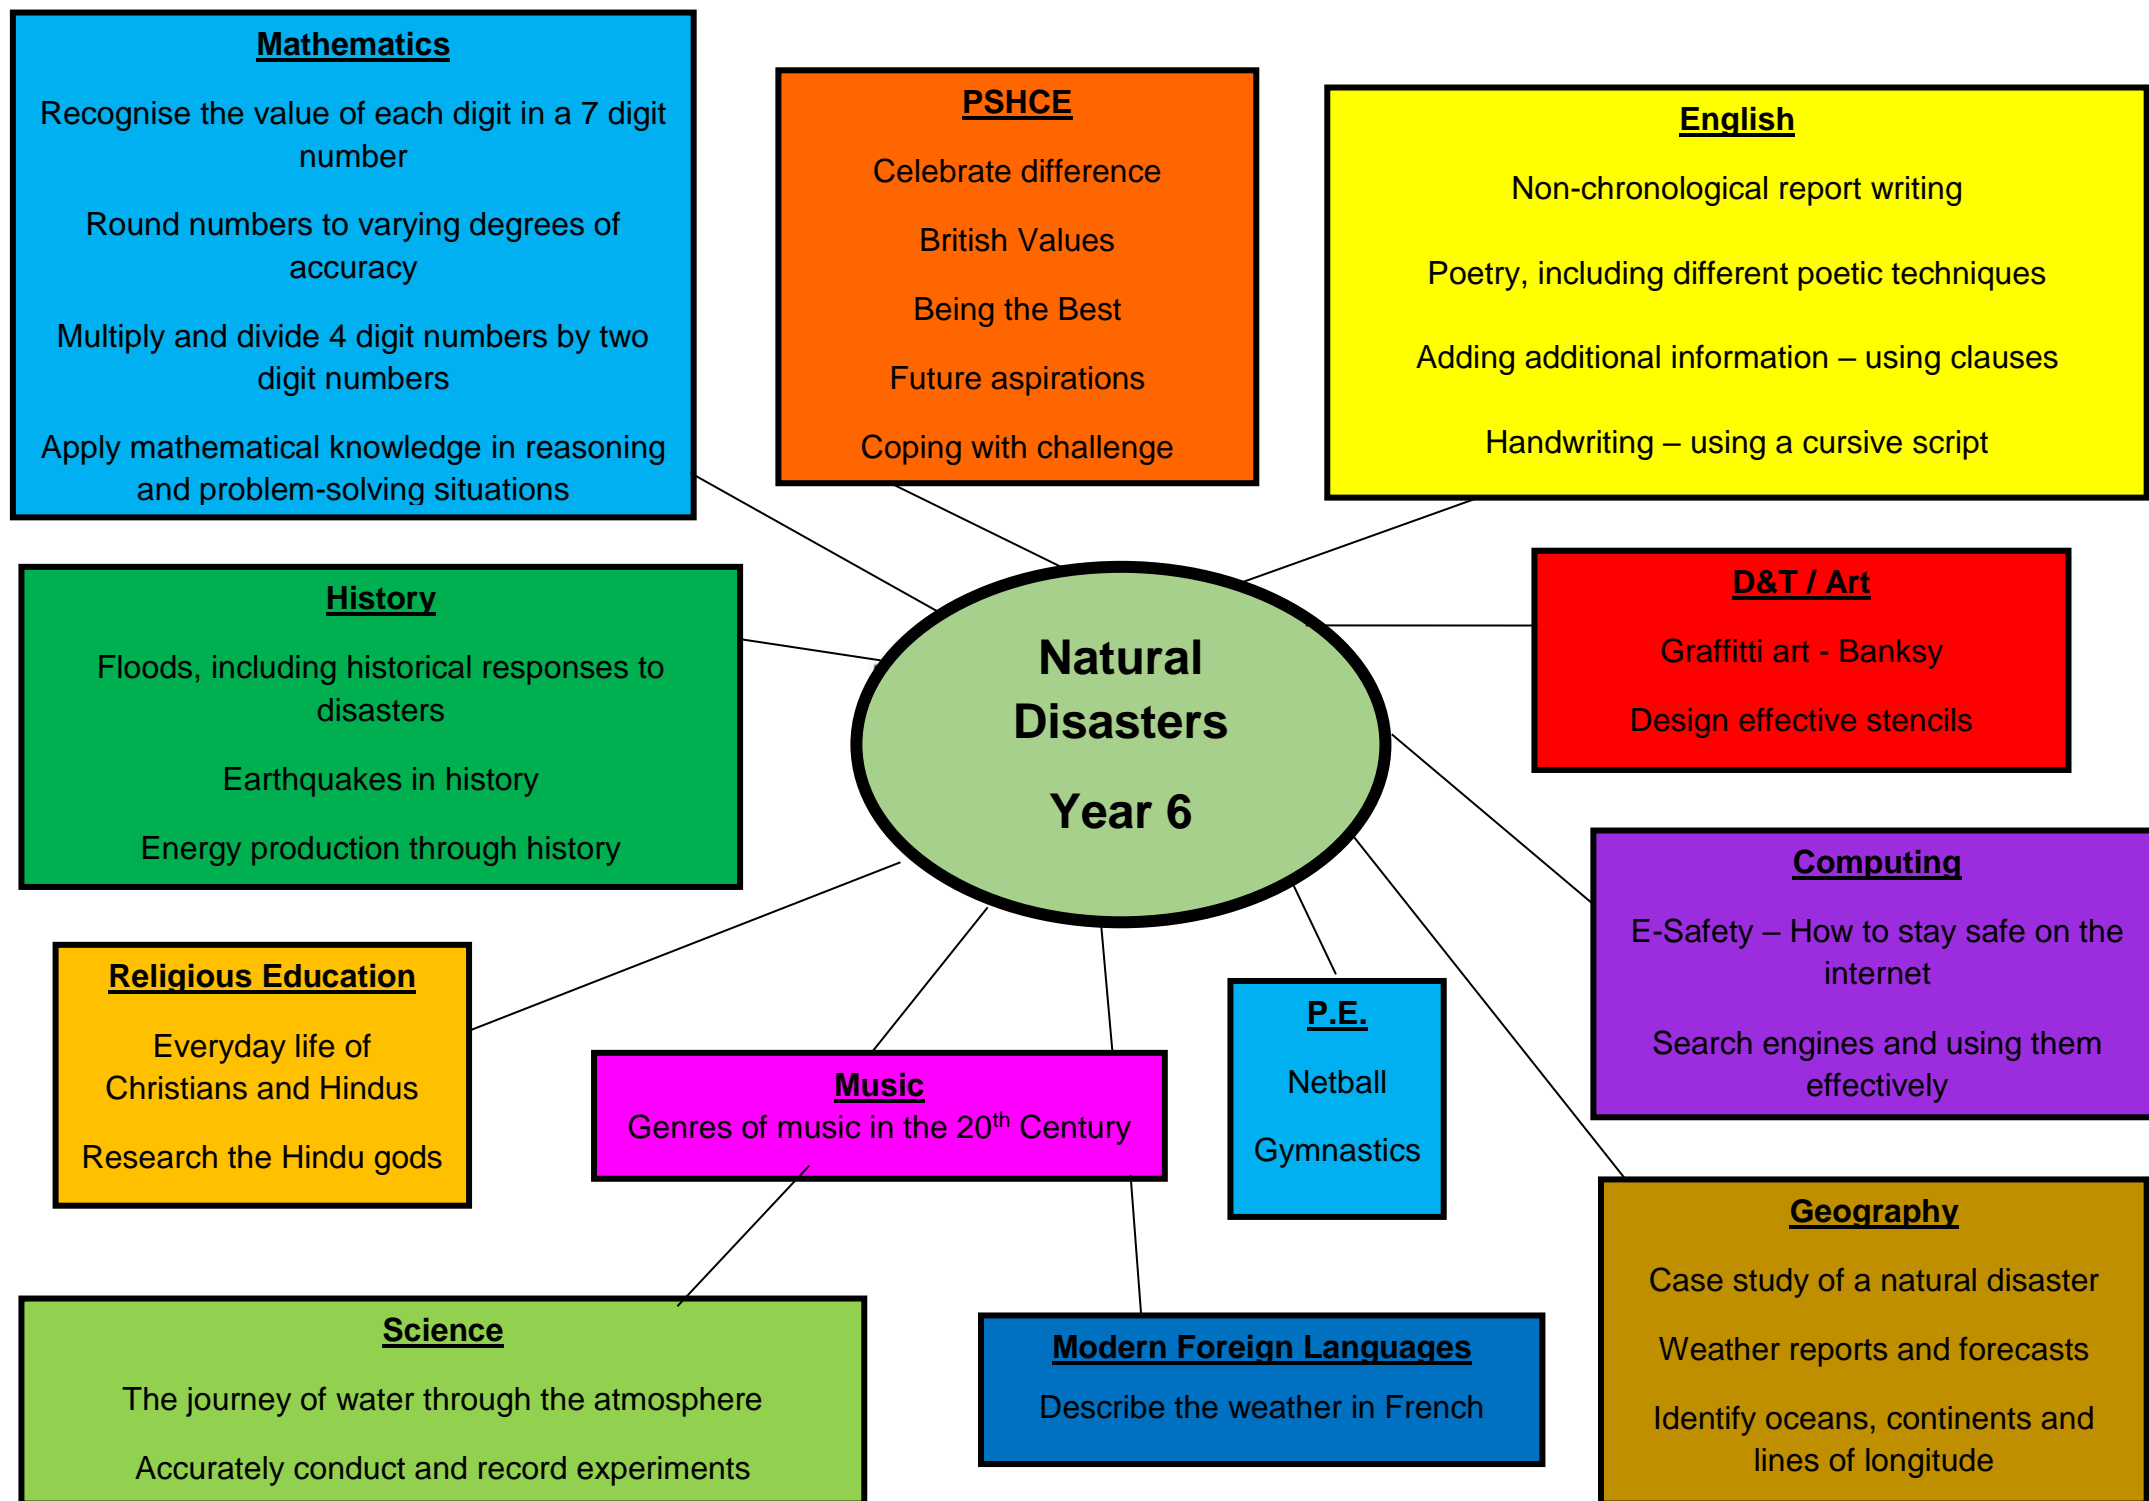 Mathematics
Recognise the value of each digit in a 7 digit
number
Round numbers to varying degrees of
accuracy
Multiply and divide 4 digit numbers by two
digit numbers
Apply mathematical knowledge in reasoning
and problem-solving situations
PSHCE
Celebrate difference
British Values
Being the Best
Future aspirations
Coping with challenge
English
Non-chronological report writing
Poetry, including different poetic techniques
Adding additional information – using clauses
Handwriting – using a cursive script
History
Floods, including historical responses to
disasters
Earthquakes in history
Energy production through history
Natural
Disasters
Year 6
D&T / Art
Graffitti art - Banksy
Design effective stencils
Computing
E-Safety – How to stay safe on the
internet
Search engines and using them
effectively
Religious Education
Everyday life of
Christians and Hindus
Research the Hindu gods
Music
Genres of music in the 20th Century
P.E.
Netball
Gymnastics
Geography
Case study of a natural disaster
Weather reports and forecasts
Identify oceans, continents and
lines of longitude
Science
The journey of water through the atmosphere
Accurately conduct and record experiments
Modern Foreign Languages
Describe the weather in French